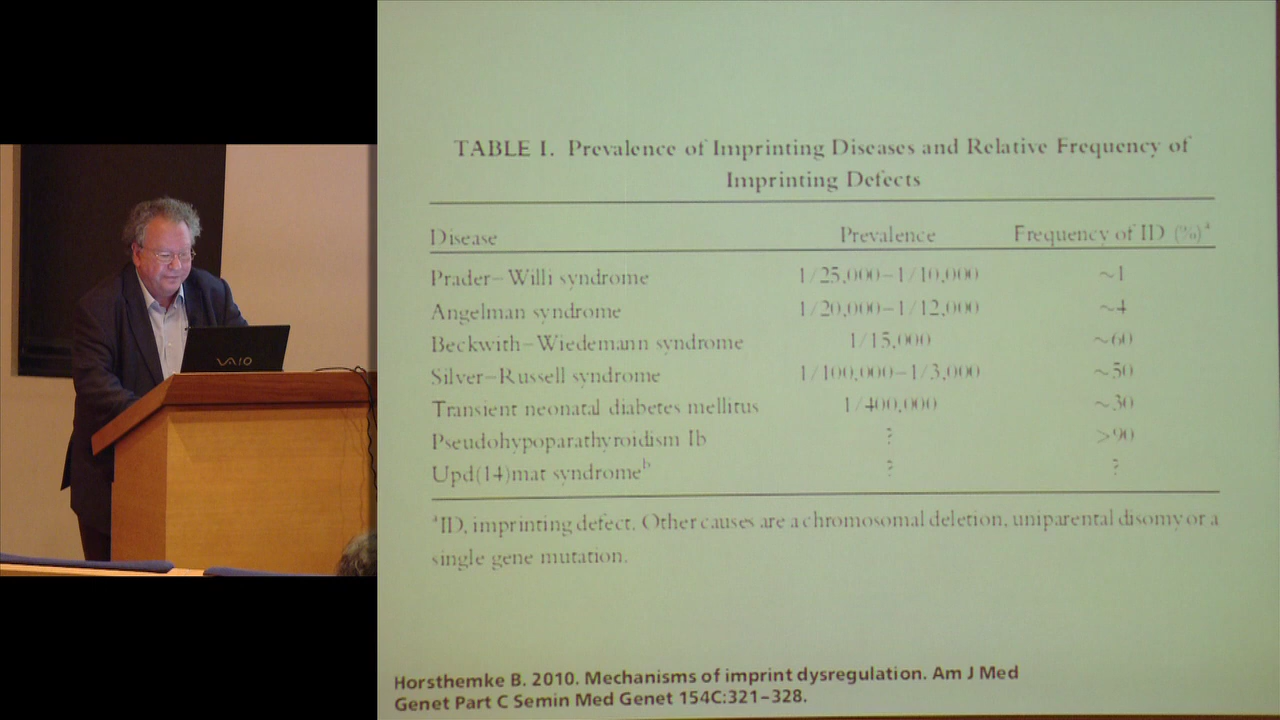 VAIO
TABLE I. Prevalence of Imprinting Diseases and Relative Frequency of
Imprinting Defects
Disease Prevalence Frequency of ID (%)ᵃ
Prader–Willi syndrome 1/25,000–1/10,000 ~1
Angelman syndrome 1/20,000–1/12,000 ~4
Beckwith–Wiedemann syndrome 1/15,000 ~60
Silver–Russell syndrome 1/100,000–1/3,000 ~50
Transient neonatal diabetes mellitus 1/400,000 ~30
Pseudohypoparathyroidism Ib ? >90
Upd(14)mat syndromeᵇ ? ?
ᵃID, imprinting defect. Other causes are a chromosomal deletion, uniparental disomy or a
single gene mutation.
Horsthemke B. 2010. Mechanisms of imprint dysregulation. Am J Med
Genet Part C Semin Med Genet 154C:321–328.